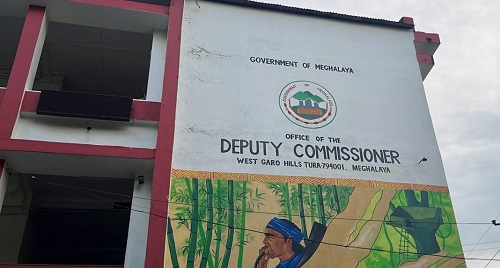 GOVERNMENT OF MEGHALAYA
OFFICE OF THE
DEPUTY COMMISSIONER
WEST GARO HILLS TURA-794001. MEGHALAYA